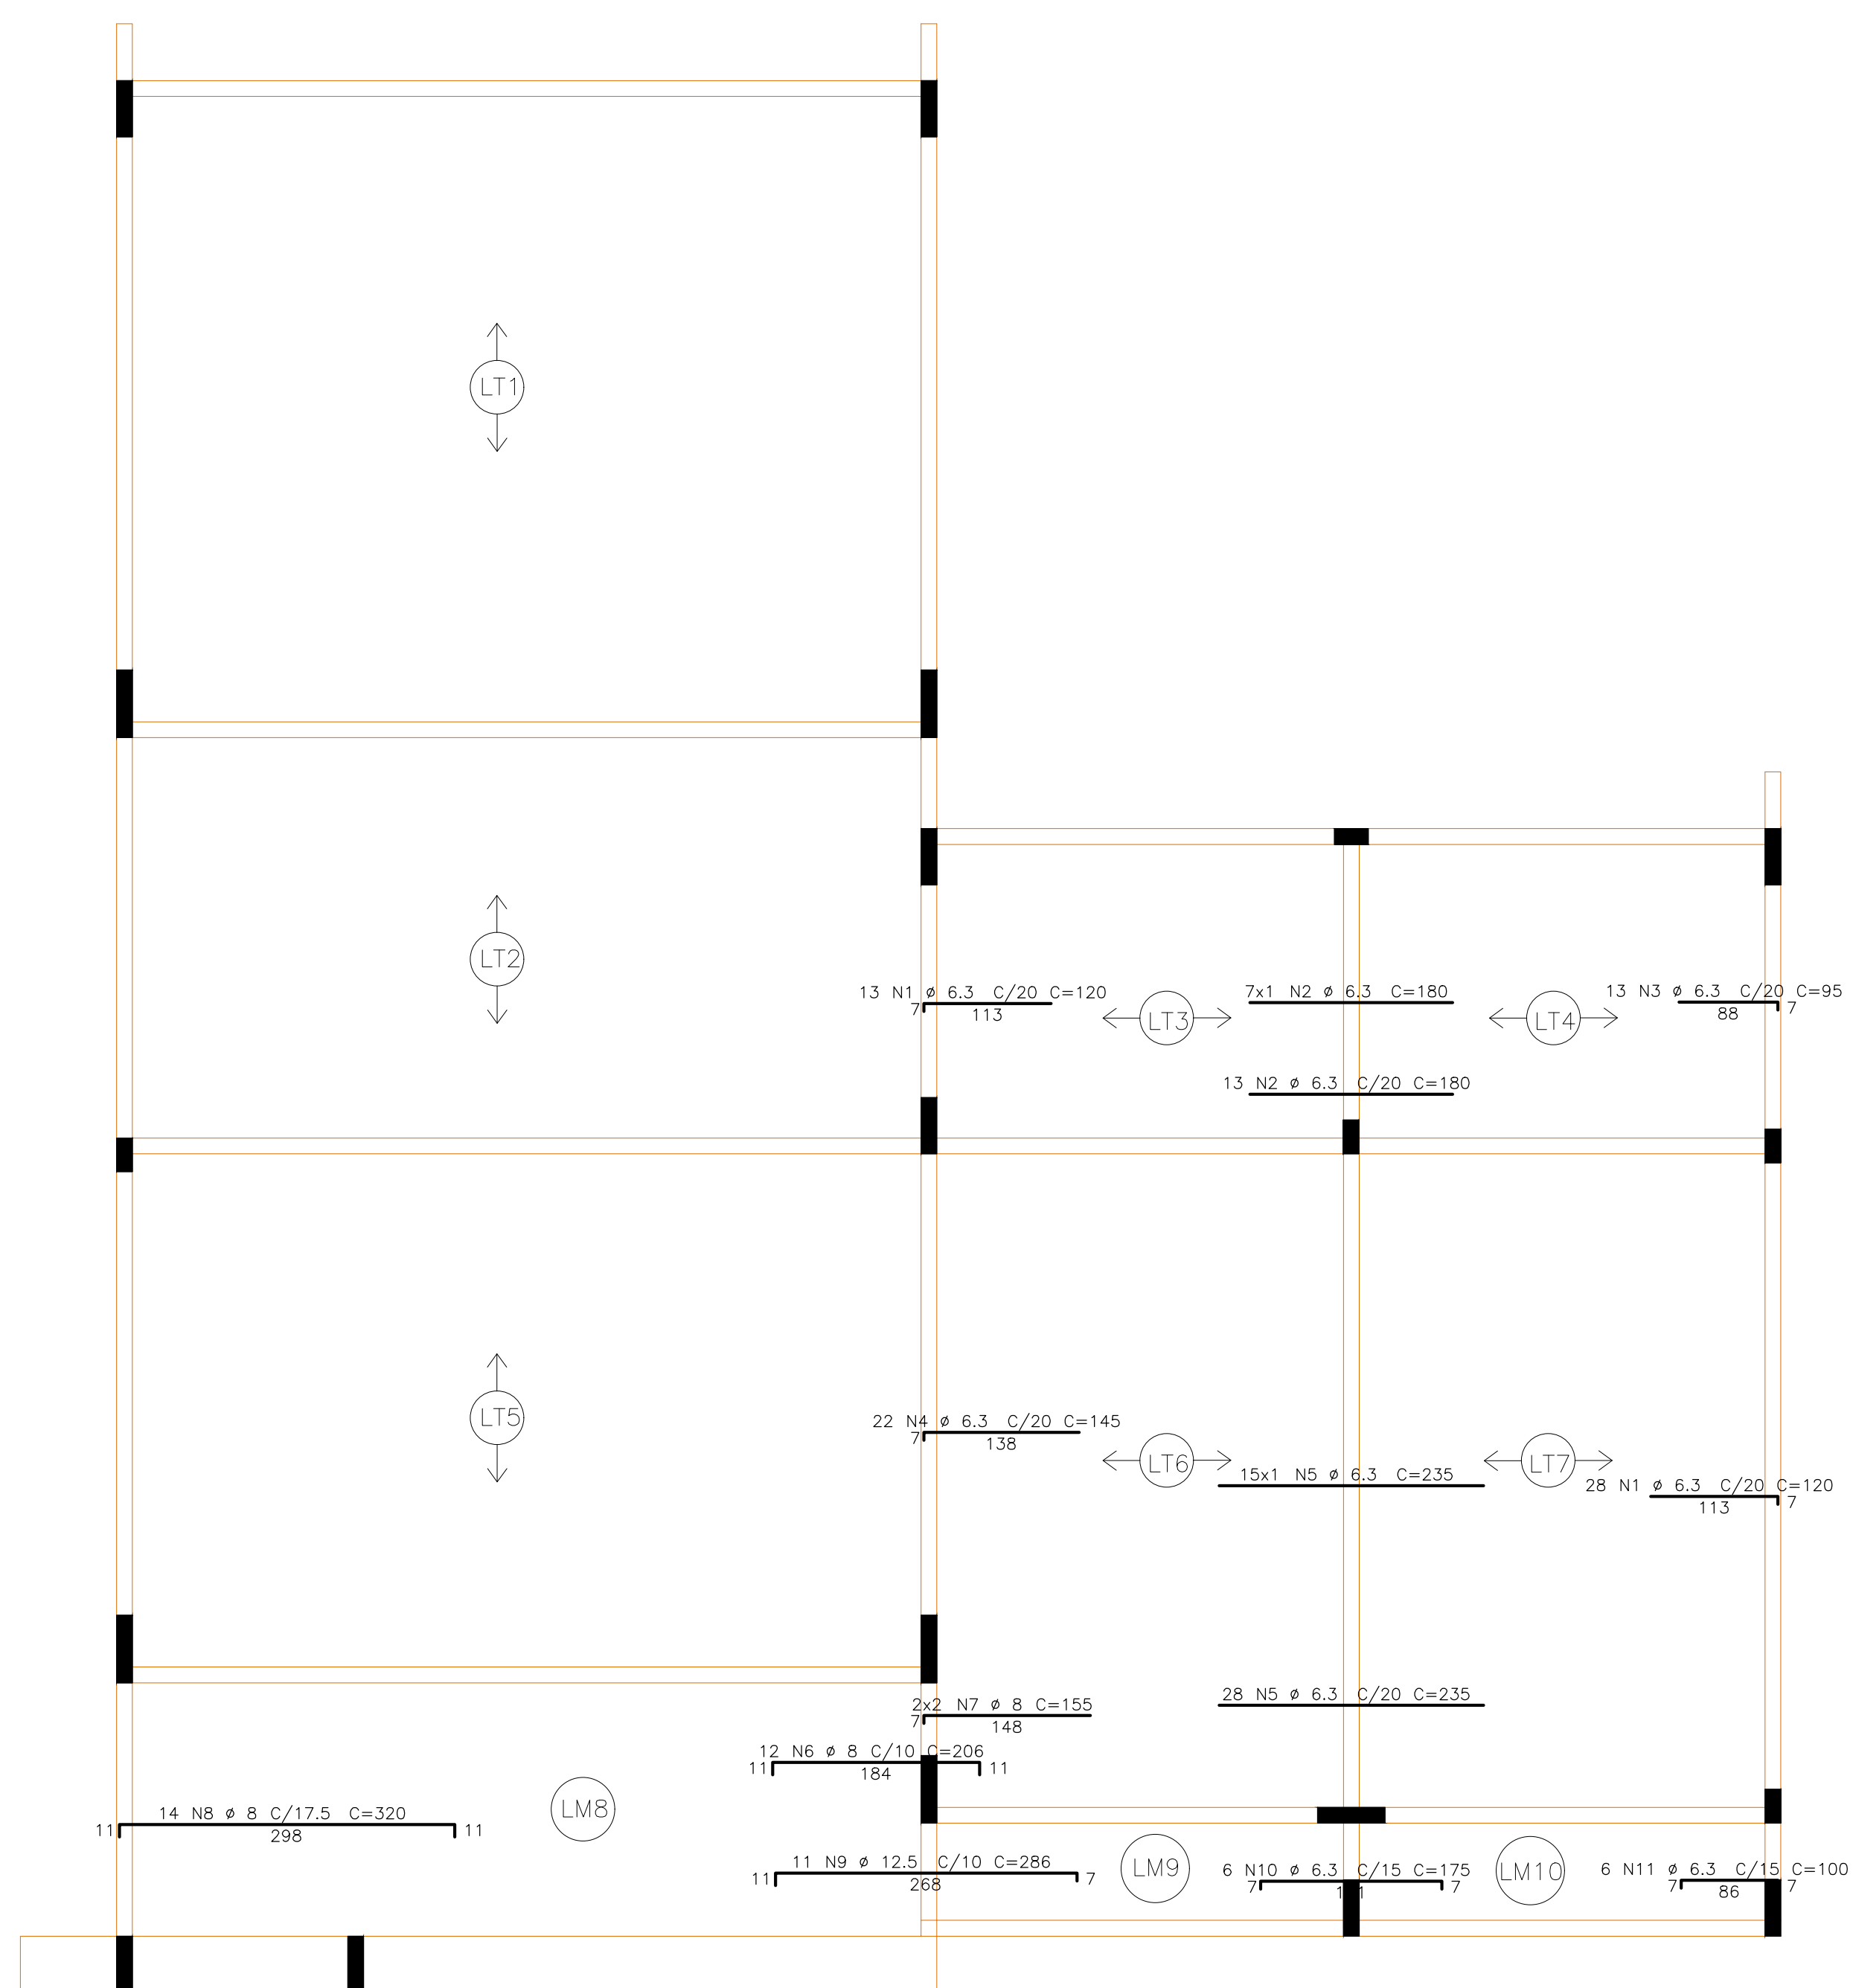 LT1
LT2
13 N1 ø 6.3 C/20 C=120
7
113
LT3
7x1 N2 ø 6.3 C=180
LT4
13 N3 ø 6.3 C/20 C=95
7
88
13 N2 ø 6.3 C/20 C=180
LT5
22 N4 ø 6.3 C/20 C=145
7
138
LT6
15x1 N5 ø 6.3 C=235
LT7
28 N1 ø 6.3 C/20 C=120
7
113
28 N5 ø 6.3 C/20 C=235
2x2 N7 ø 8 C=155
7
148
12 N6 ø 8 C/10 C=206
11
184
11
14 N8 ø 8 C/17.5 C=320
11
298
11
LM8
11 N9 ø 12.5 C/10 C=286
11
268
7
LM9
6 N10 ø 6.3 C/15 C=175
7
7
LM10
6 N11 ø 6.3 C/15 C=100
7
86
7